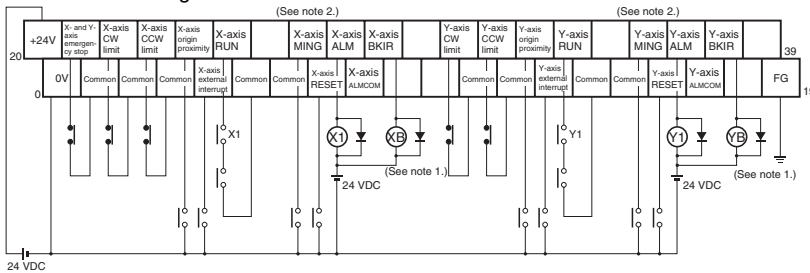 (See note 2.)
(See note 2.)
20
+24V
X- and Y-
axis
emergen-
cy stop
X-axis
CW
limit
X-axis
CCW
limit
X-axis
origin
proximity
X-axis
RUN
X-axis
MING
X-axis
ALM
X-axis
BKIR
Y-axis
CW
limit
Y-axis
CCW
limit
Y-axis
origin
proximity
Y-axis
RUN
Y-axis
MING
Y-axis
ALM
Y-axis
BKIR
39
0
0V
Common
Common
Common
X-axis
external
interrupt
Common
Common
X-axis
RESET
X-axis
ALMCOM
Common
Common
Y-axis
external
interrupt
Common
Common
Y-axis
RESET
Y-axis
ALMCOM
FG
X1
X1
XB
Y1
Y1
YB
(See note 1.)
(See note 1.)
24 VDC
24 VDC
24 VDC